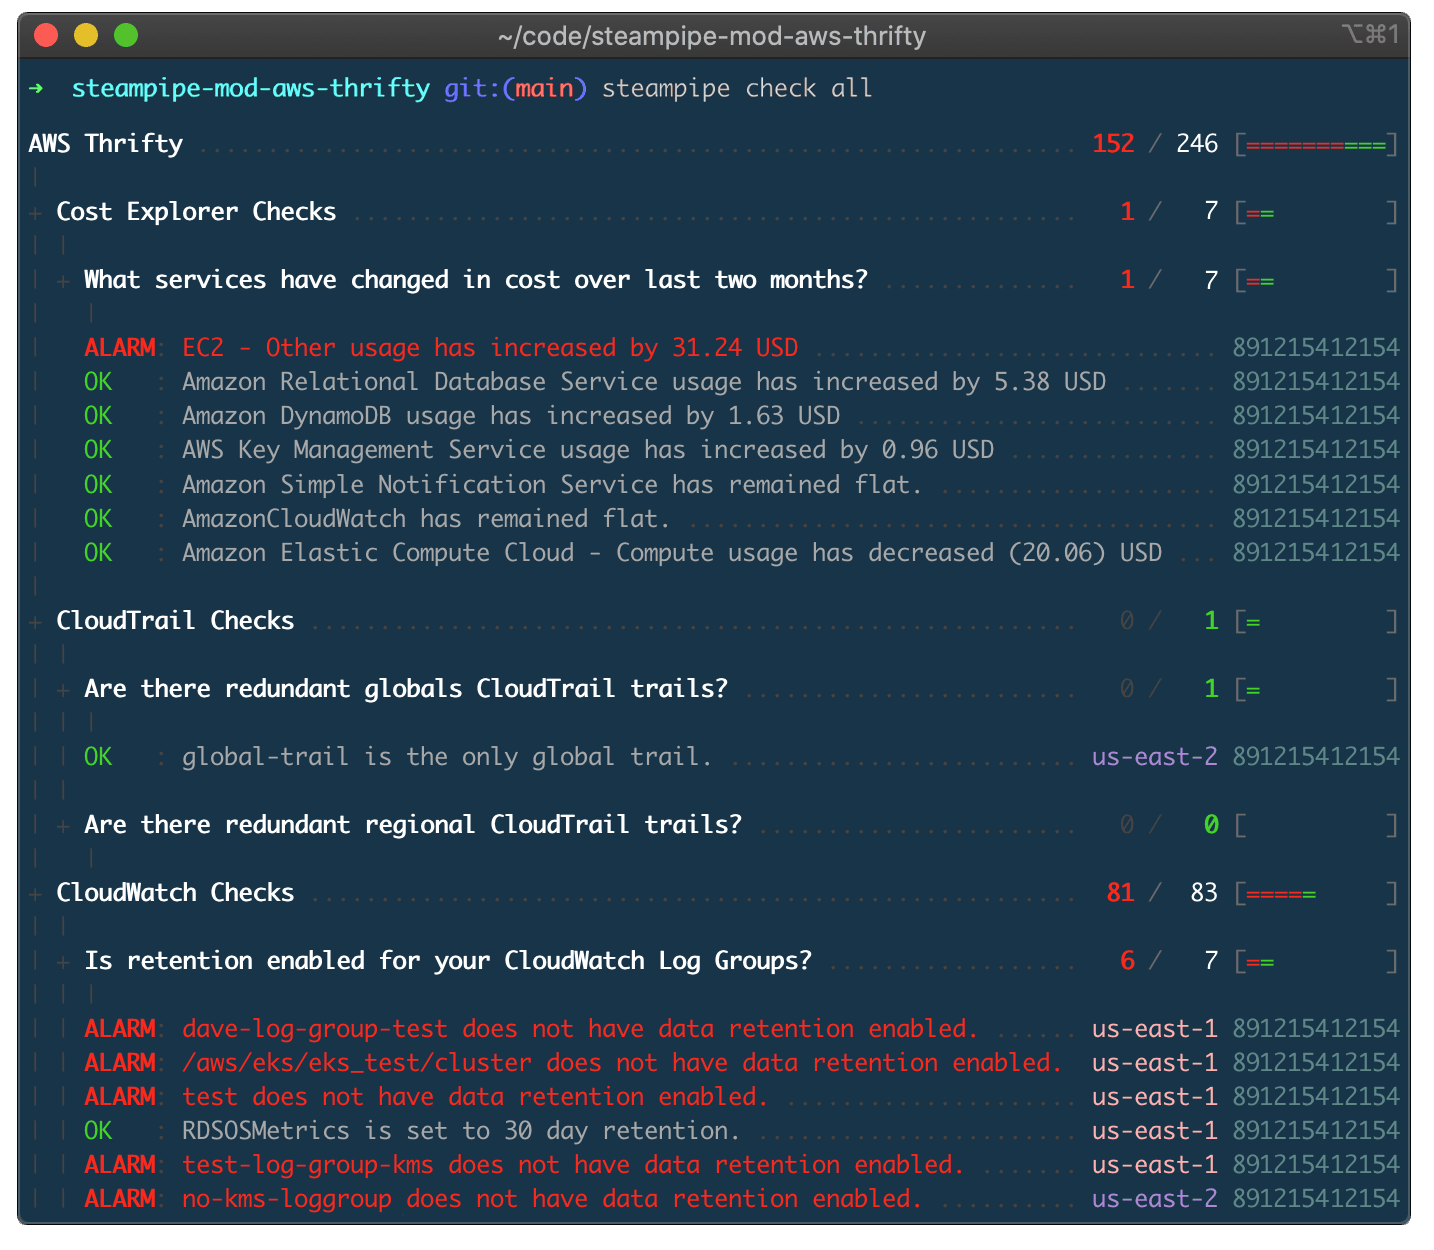 ~/code/steampipe-mod-aws-thrifty ⌥⌘1
➜ steampipe-mod-aws-thrifty git:(main) steampipe check all
AWS Thrifty ............................................................... 152 / 246 [==========]
|
+ Cost Explorer Checks .................................................... 1 / 7 [==        ]
| |
| + What services have changed in cost over last two months? .............. 1 / 7 [==        ]
|   |
|   ALARM: EC2 - Other usage has increased by 31.24 USD ............................. 891215412154
|   OK   : Amazon Relational Database Service usage has increased by 5.38 USD ....... 891215412154
|   OK   : Amazon DynamoDB usage has increased by 1.63 USD .......................... 891215412154
|   OK   : AWS Key Management Service usage has increased by 0.96 USD ............... 891215412154
|   OK   : Amazon Simple Notification Service has remained flat. .................... 891215412154
|   OK   : AmazonCloudWatch has remained flat. ...................................... 891215412154
|   OK   : Amazon Elastic Compute Cloud - Compute usage has decreased (20.06) USD ... 891215412154
|
+ CloudTrail Checks ....................................................... 0 / 1 [=         ]
| |
| + Are there redundant globals CloudTrail trails? ........................ 0 / 1 [=         ]
| | |
| | OK   : global-trail is the only global trail. ......................... us-east-2 891215412154
| |
| + Are there redundant regional CloudTrail trails? ....................... 0 / 0 [          ]
|   |
+ CloudWatch Checks ....................................................... 81 / 83 [=====     ]
| |
| + Is retention enabled for your CloudWatch Log Groups? .................. 6 / 7 [==        ]
| | |
| | ALARM: dave-log-group-test does not have data retention enabled. ...... us-east-1 891215412154
| | ALARM: /aws/eks/eks_test/cluster does not have data retention enabled. us-east-1 891215412154
| | ALARM: test does not have data retention enabled. ..................... us-east-1 891215412154
| | OK   : RDSOSMetrics is set to 30 day retention. ....................... us-east-1 891215412154
| | ALARM: test-log-group-kms does not have data retention enabled. ....... us-east-1 891215412154
| | ALARM: no-kms-loggroup does not have data retention enabled. .......... us-east-2 891215412154